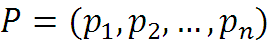 P = (p₁, p₂, …, pₙ)